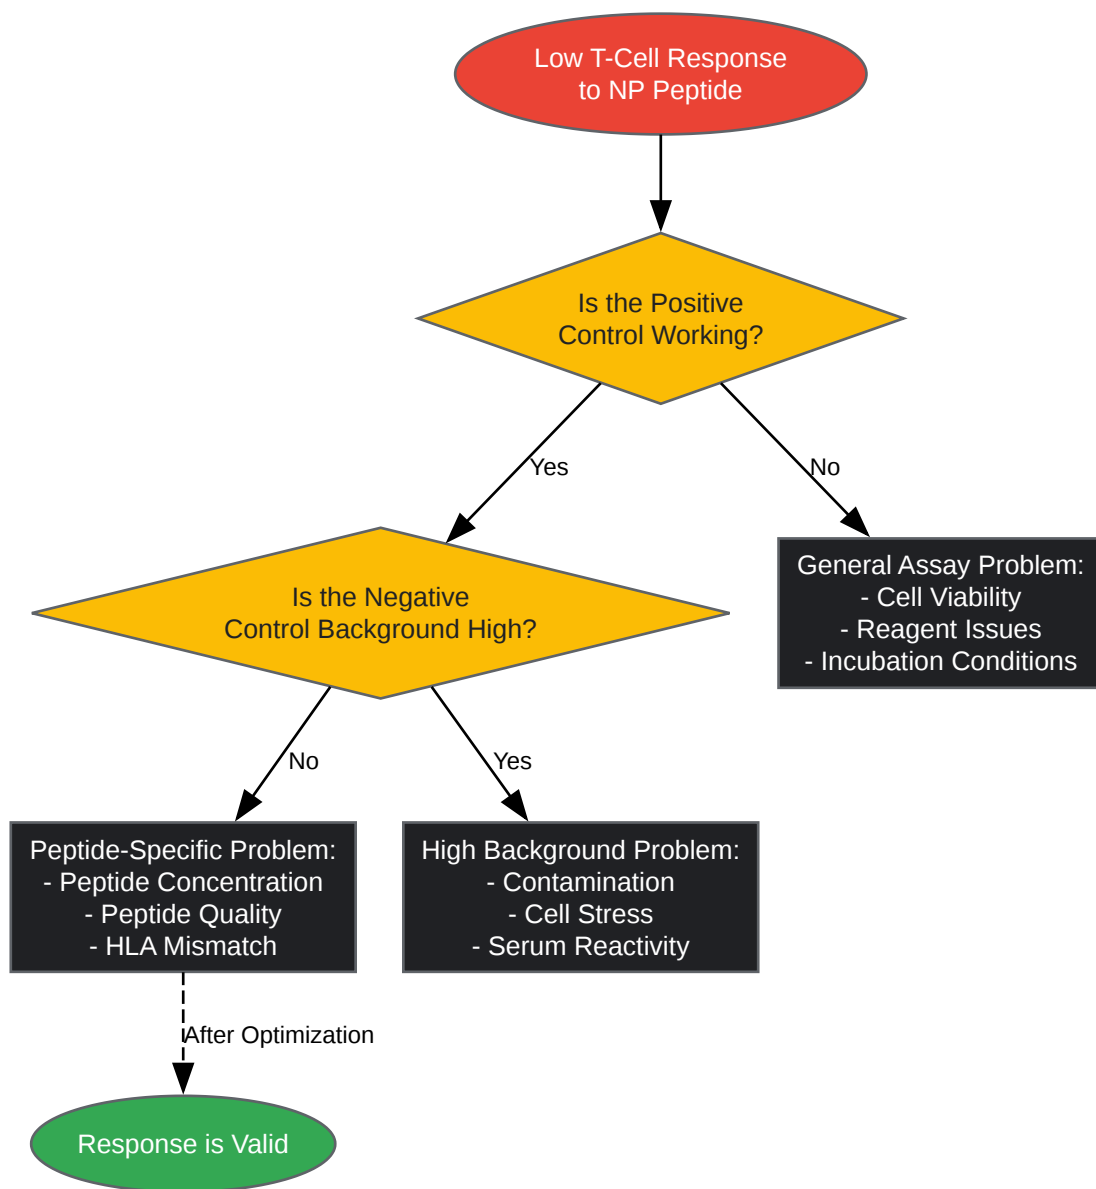 Low T-Cell Response
to NP Peptide
Is the Positive
Control Working?
Yes
No
Is the Negative
Control Background High?
General Assay Problem:
- Cell Viability
- Reagent Issues
- Incubation Conditions
No
Yes
Peptide-Specific Problem:
- Peptide Concentration
- Peptide Quality
- HLA Mismatch
High Background Problem:
- Contamination
- Cell Stress
- Serum Reactivity
After Optimization
Response is Valid